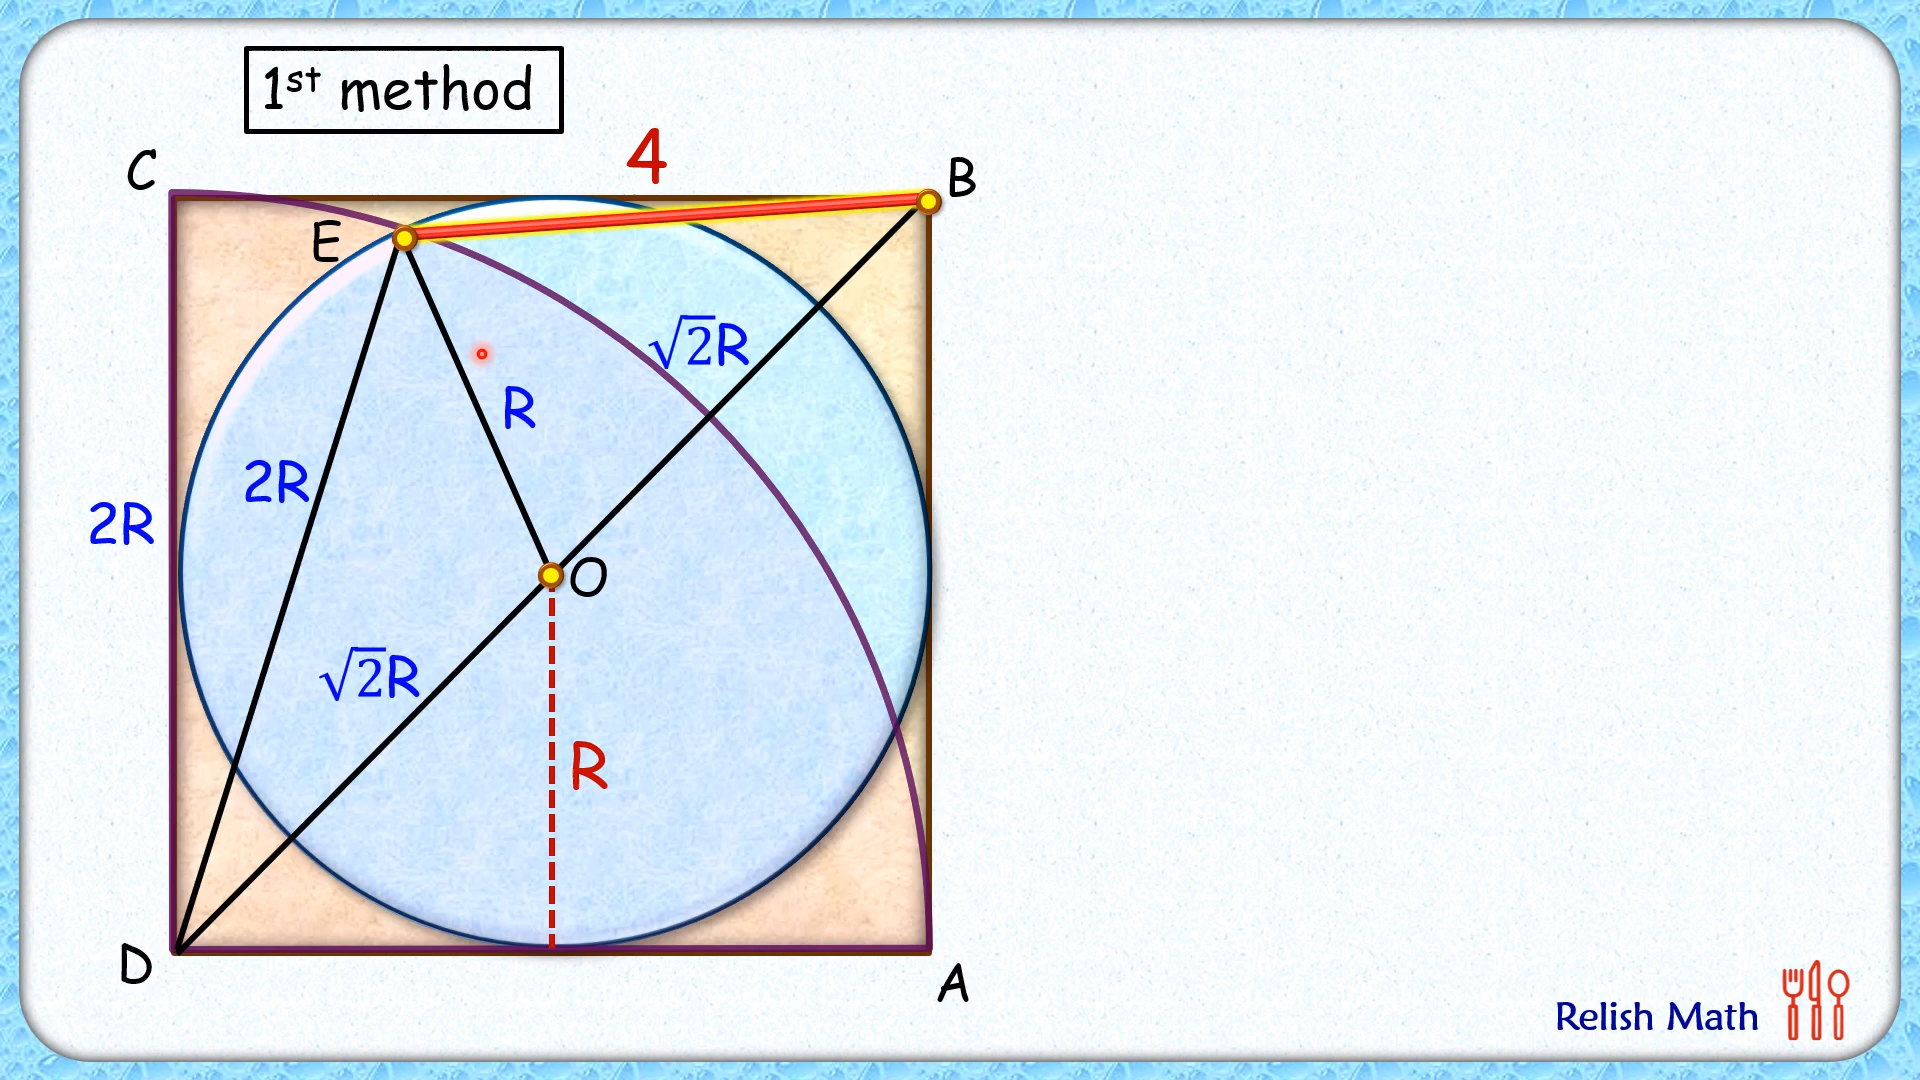 1st method
4
C
B
E
√2R
R
2R
2R
O
√2R
R
D
A
Relish Math